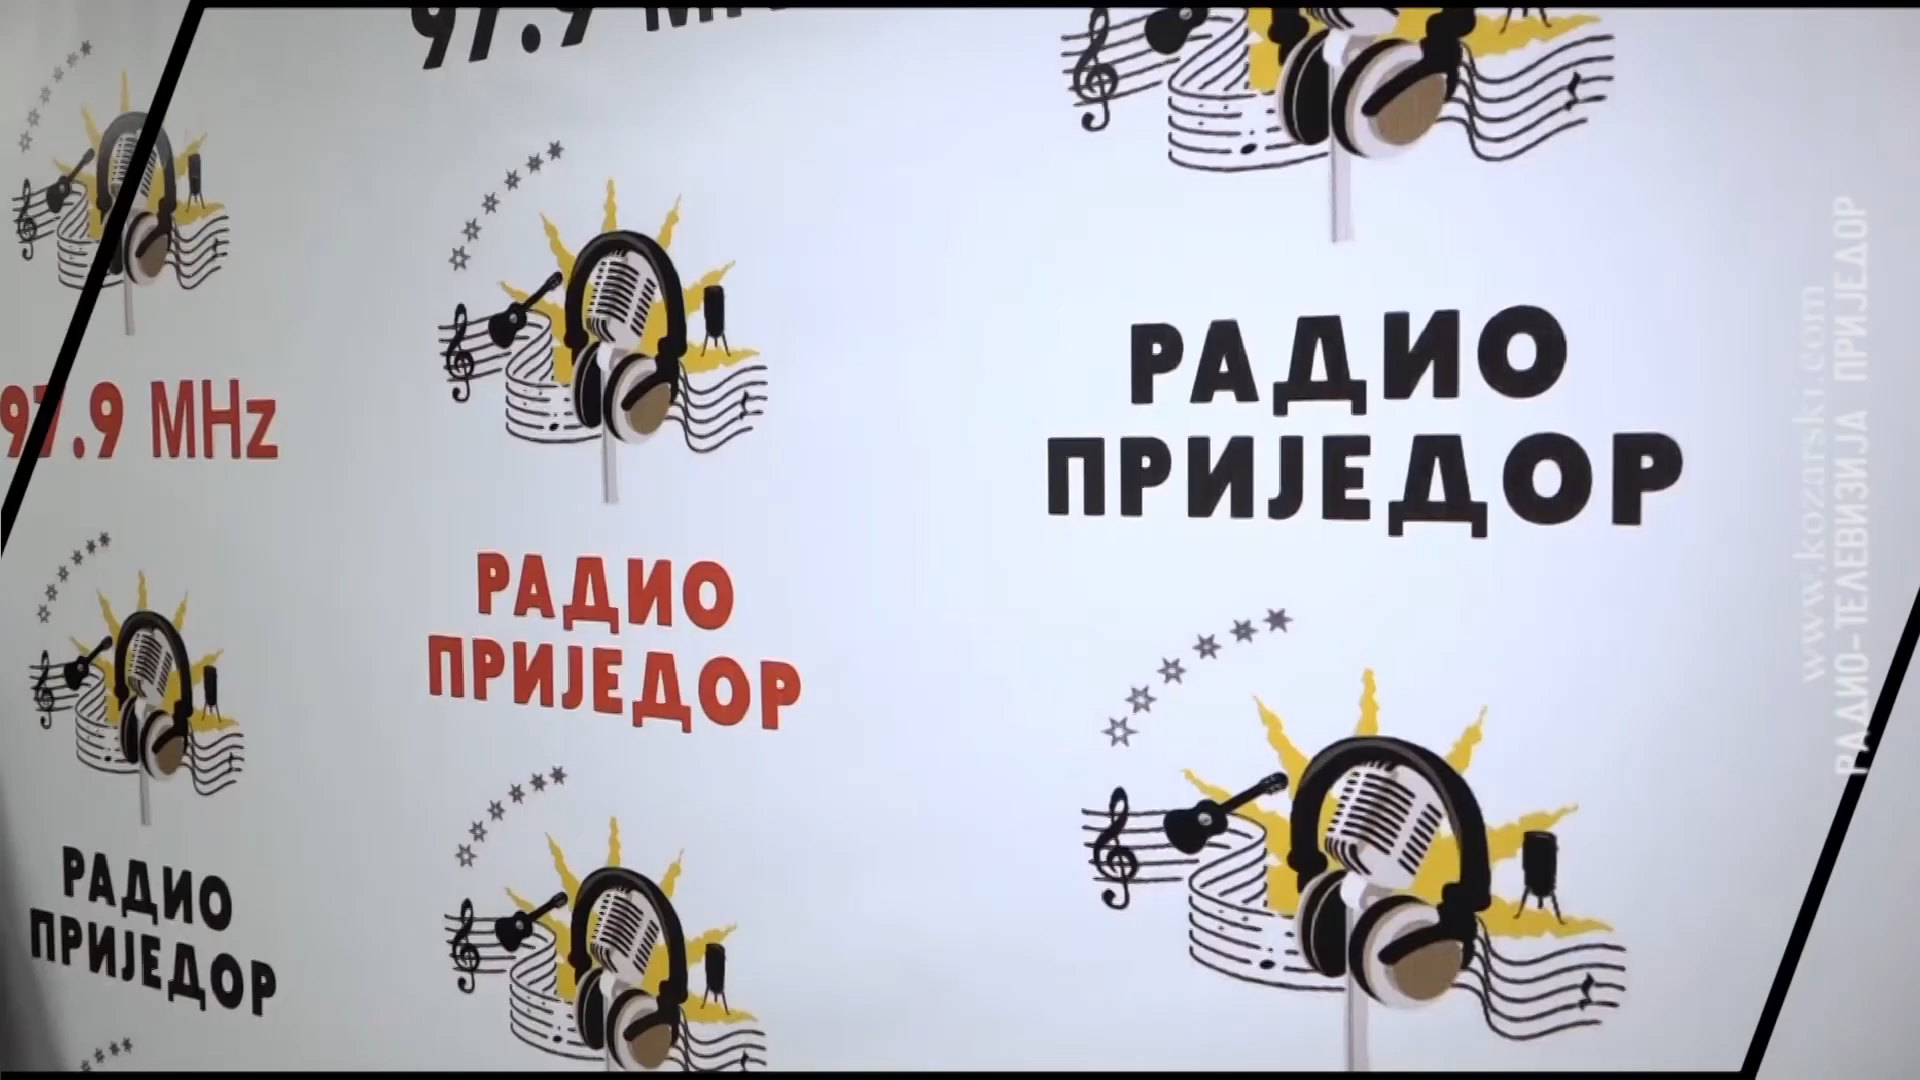 97.9 MHz
97.9 MHz
РАДИО
ПРИЈЕДОР
РАДИО
ПРИЈЕДОР
РАДИО
ПРИЈЕДОР
www.kozarski.com
РАДИО-ТЕЛЕВИЗИЈА ПРИЈЕДОР